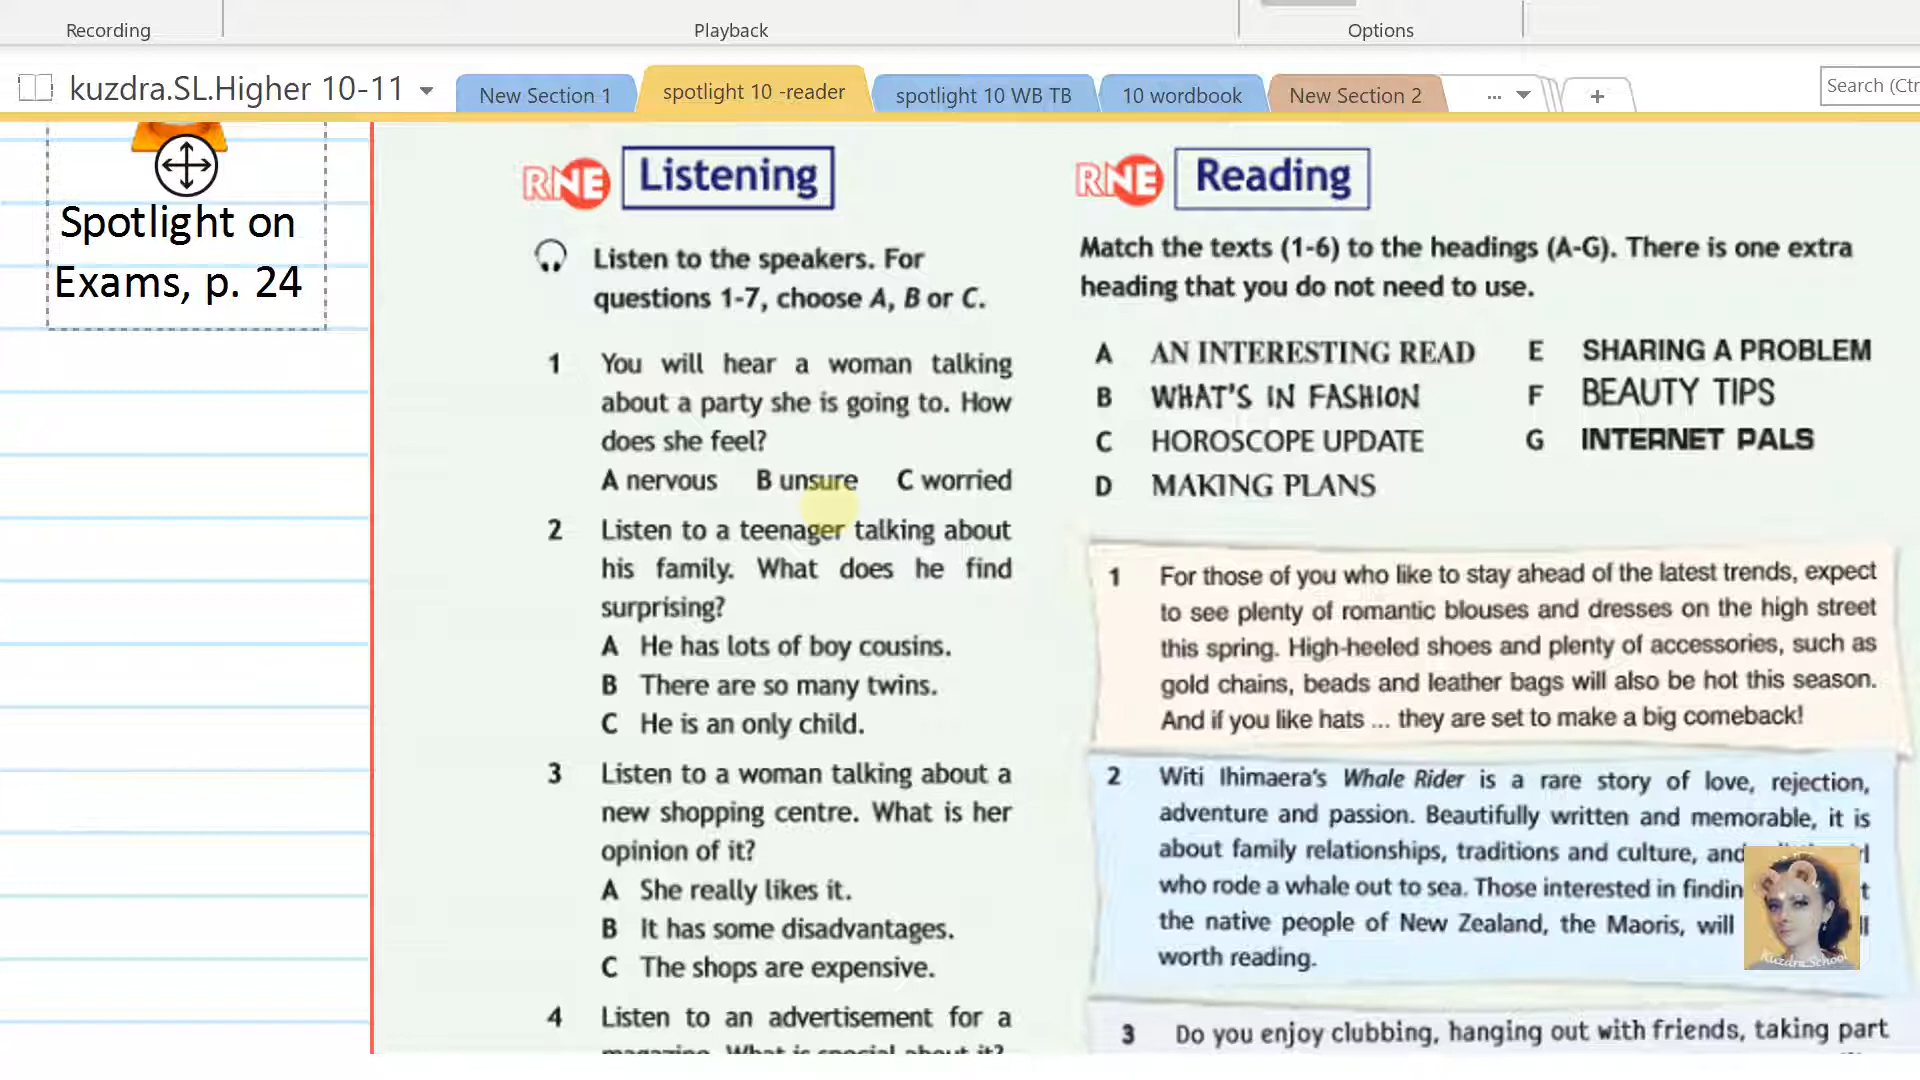 Recording
Playback
Options
kuzdra.SL.Higher 10-11
New Section 1
spotlight 10 -reader
spotlight 10 WB TB
10 wordbook
New Section 2
...
+
Search (Ctr
Spotlight on
Exams, p. 24
RNE Listening
Listen to the speakers. For
questions 1-7, choose A, B or C.
1 You will hear a woman talking
about a party she is going to. How
does she feel?
A nervous B unsure C worried
2 Listen to a teenager talking about
his family. What does he find
surprising?
A He has lots of boy cousins.
B There are so many twins.
C He is an only child.
3 Listen to a woman talking about a
new shopping centre. What is her
opinion of it?
A She really likes it.
B It has some disadvantages.
C The shops are expensive.
4 Listen to an advertisement for a
magazine. What is special about it?
RNE Reading
Match the texts (1-6) to the headings (A-G). There is one extra
heading that you do not need to use.
A AN INTERESTING READ
B WHAT'S IN FASHION
C HOROSCOPE UPDATE
D MAKING PLANS
E SHARING A PROBLEM
F BEAUTY TIPS
G INTERNET PALS
1 For those of you who like to stay ahead of the latest trends, expect
to see plenty of romantic blouses and dresses on the high street
this spring. High-heeled shoes and plenty of accessories, such as
gold chains, beads and leather bags will also be hot this season.
And if you like hats ... they are set to make a big comeback!
2 Witi Ihimaera's Whale Rider is a rare story of love, rejection,
adventure and passion. Beautifully written and memorable, it is
about family relationships, traditions and culture, and
who rode a whale out to sea. Those interested in findin
the native people of New Zealand, the Maoris, will
worth reading.
3 Do you enjoy clubbing, hanging out with friends, taking part
Kuzdra.School